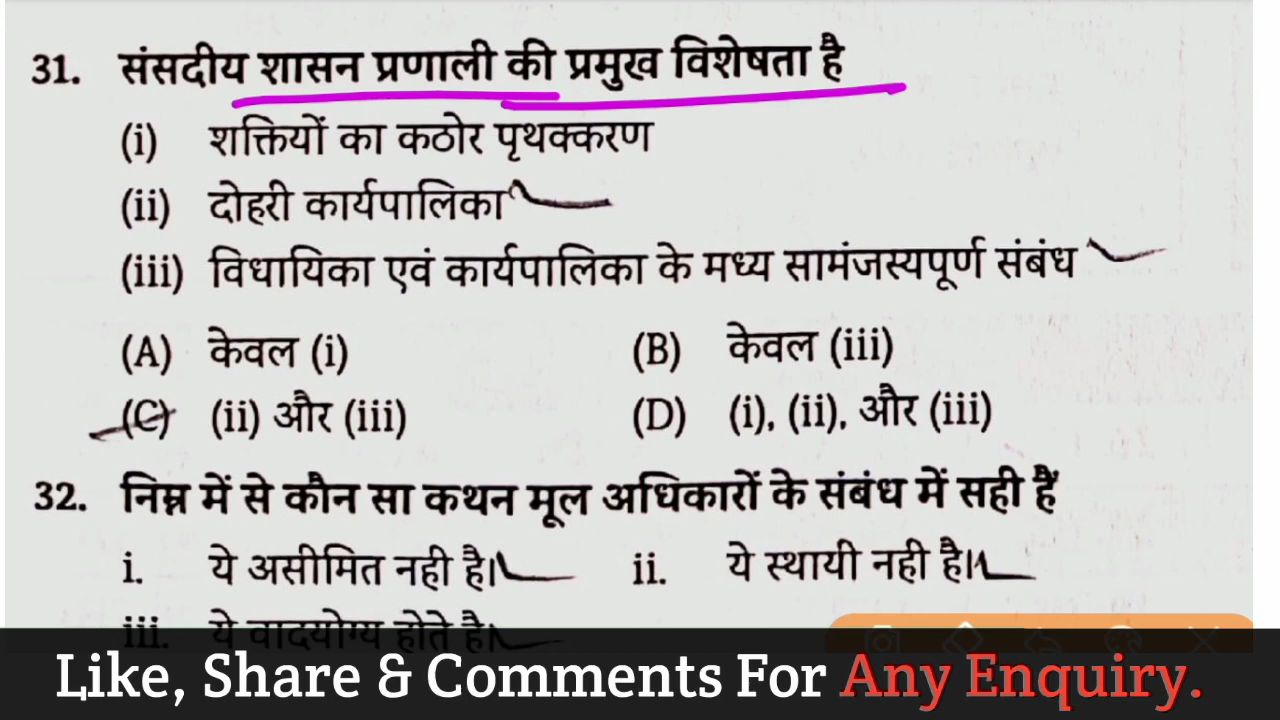 31. संसदीय शासन प्रणाली की प्रमुख विशेषता है
(i) शक्तियों का कठोर पृथक्करण
(ii) दोहरी कार्यपालिका
(iii) विधायिका एवं कार्यपालिका के मध्य सामंजस्यपूर्ण संबंध
(A) केवल (i) (B) केवल (iii)
(C) (ii) और (iii) (D) (i), (ii), और (iii)
32. निम्न में से कौन सा कथन मूल अधिकारों के संबंध में सही हैं
i. ये असीमित नही है। ii. ये स्थायी नही है।
iii. ये वादयोग्य होते है।
Like, Share & Comments For Any Enquiry.